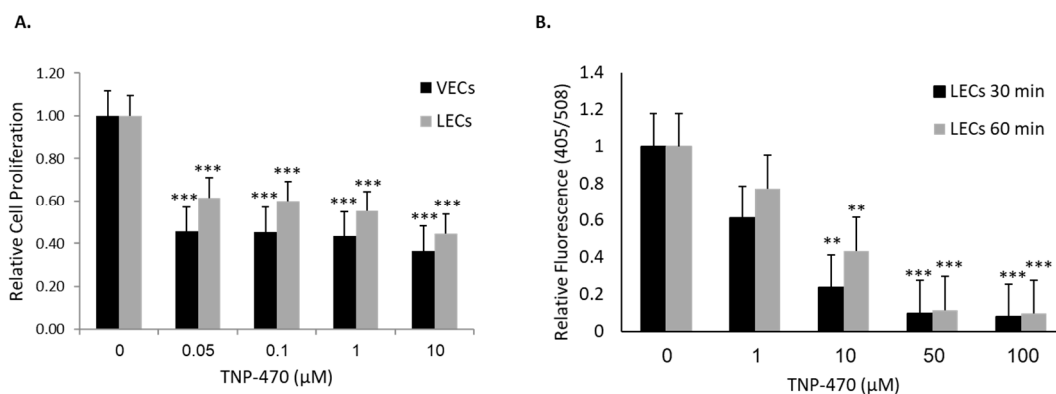 A.
Relative Cell Proliferation
1.20
1.00
0.80
0.60
0.40
0.20
0.00
VECs
LECs
*** *** *** *** *** *** *** ***
0 0.05 0.1 1 10
TNP-470 (µM)
B.
Relative Fluorescence (405/508)
1.4
1.2
1
0.8
0.6
0.4
0.2
0
LECs 30 min
LECs 60 min
** ** *** *** *** ***
0 1 10 50 100
TNP-470 (µM)